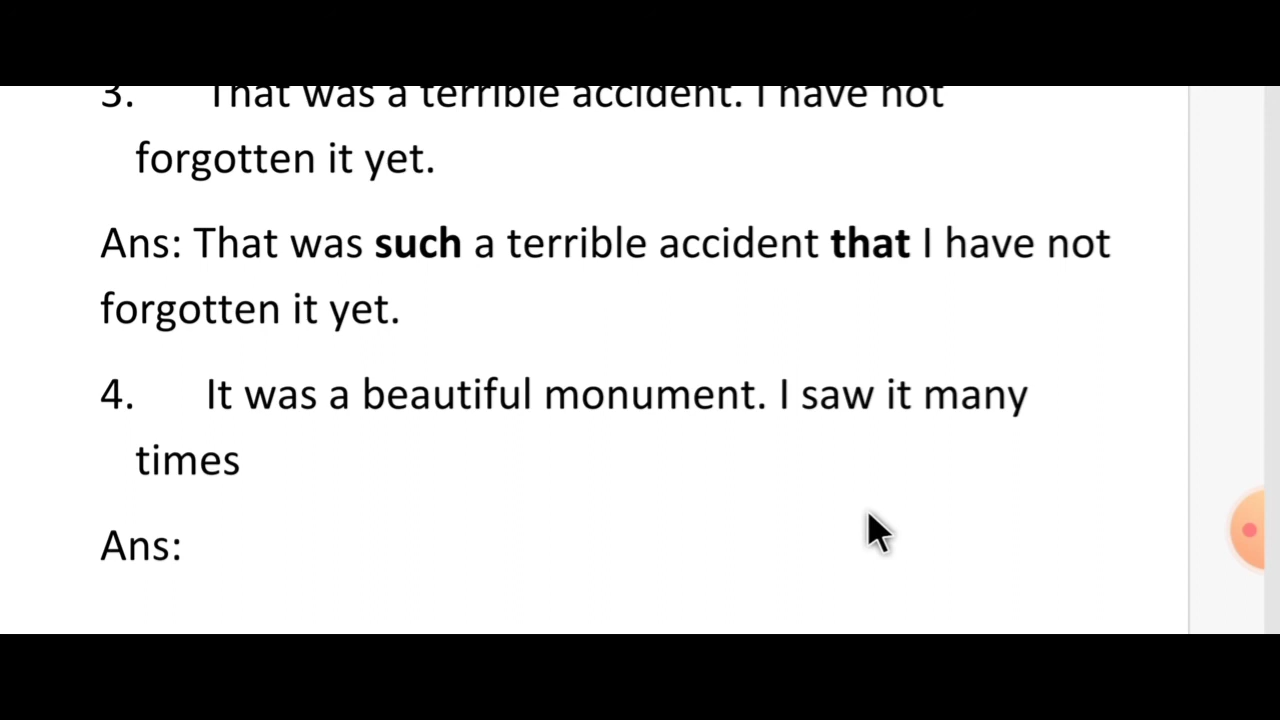 3. That was a terrible accident. I have not
forgotten it yet.
Ans: That was such a terrible accident that I have not
forgotten it yet.
4. It was a beautiful monument. I saw it many
times
Ans: